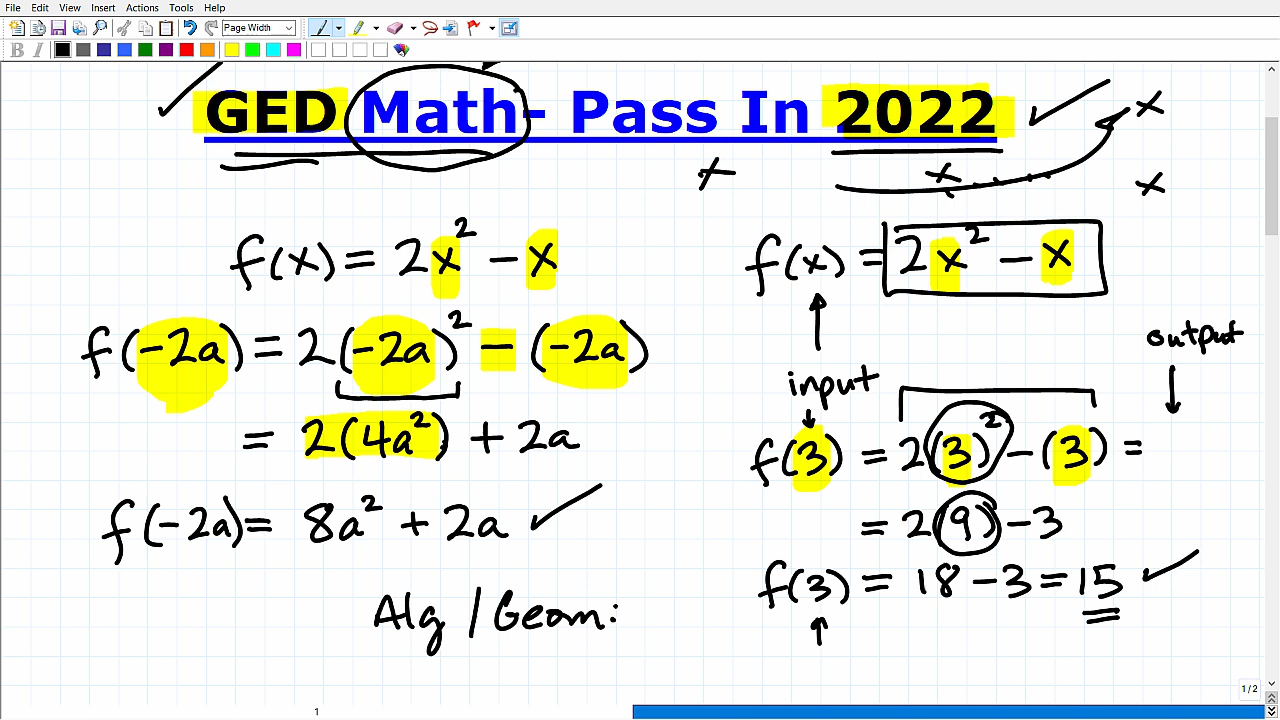 File Edit View Insert Actions Tools Help
Page Width
B I
GED Math- Pass In 2022
f(x) = 2x² - x
f(-2a) = 2(-2a)² - (-2a)
= 2(4a²) + 2a
f(-2a) = 8a² + 2a ✓
Alg / Geom:
f(x) = 2x² - x
input
output
f(3) = 2(3)² - (3) =
= 2(9) - 3
f(3) = 18 - 3 = 15 ✓
1/2
1